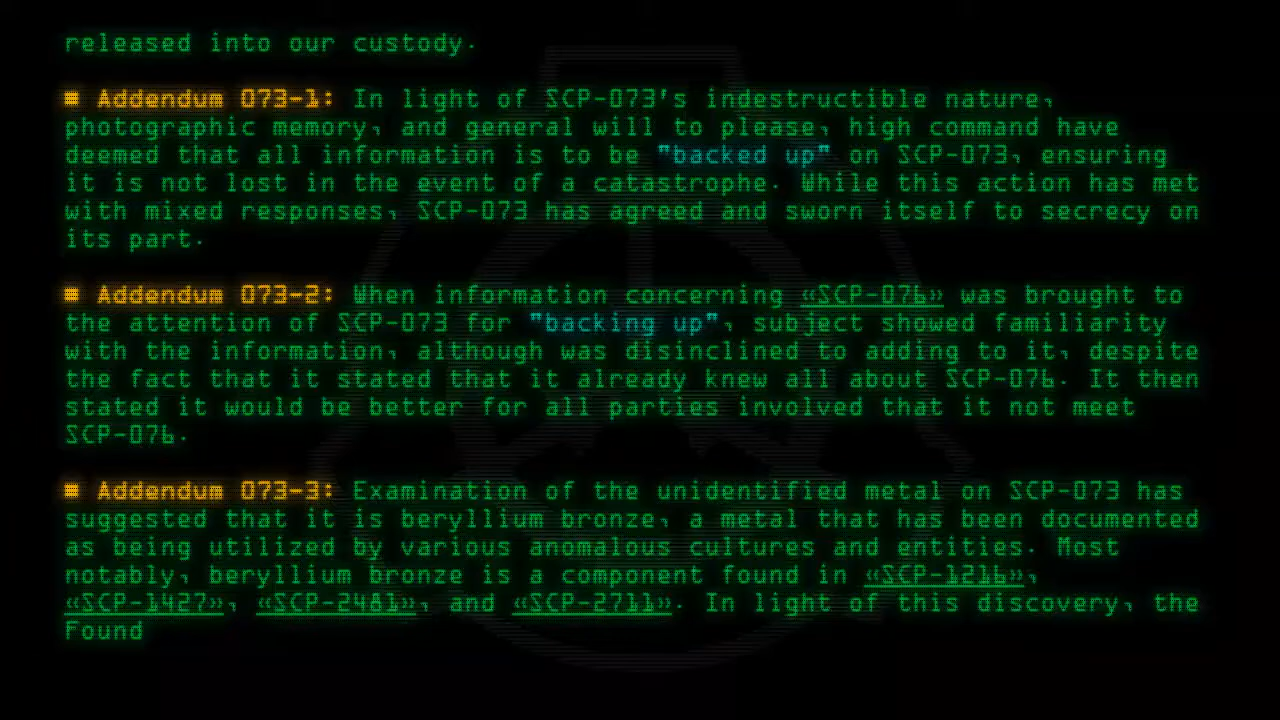 released into our custody.
■ Addendum 073-1: In light of SCP-073's indestructible nature,
photographic memory, and general will to please, high command have
deemed that all information is to be "backed up" on SCP-073, ensuring
it is not lost in the event of a catastrophe. While this action has met
with mixed responses, SCP-073 has agreed and sworn itself to secrecy on
its part.
■ Addendum 073-2: When information concerning «SCP-076» was brought to
the attention of SCP-073 for "backing up", subject showed familiarity
with the information, although was disinclined to adding to it, despite
the fact that it stated that it already knew all about SCP-076. It then
stated it would be better for all parties involved that it not meet
SCP-076.
■ Addendum 073-3: Examination of the unidentified metal on SCP-073 has
suggested that it is beryllium bronze, a metal that has been documented
as being utilized by various anomalous cultures and entities. Most
notably, beryllium bronze is a component found in «SCP-1216»,
«SCP-1427», «SCP-2481», and «SCP-2711». In light of this discovery, the
Found